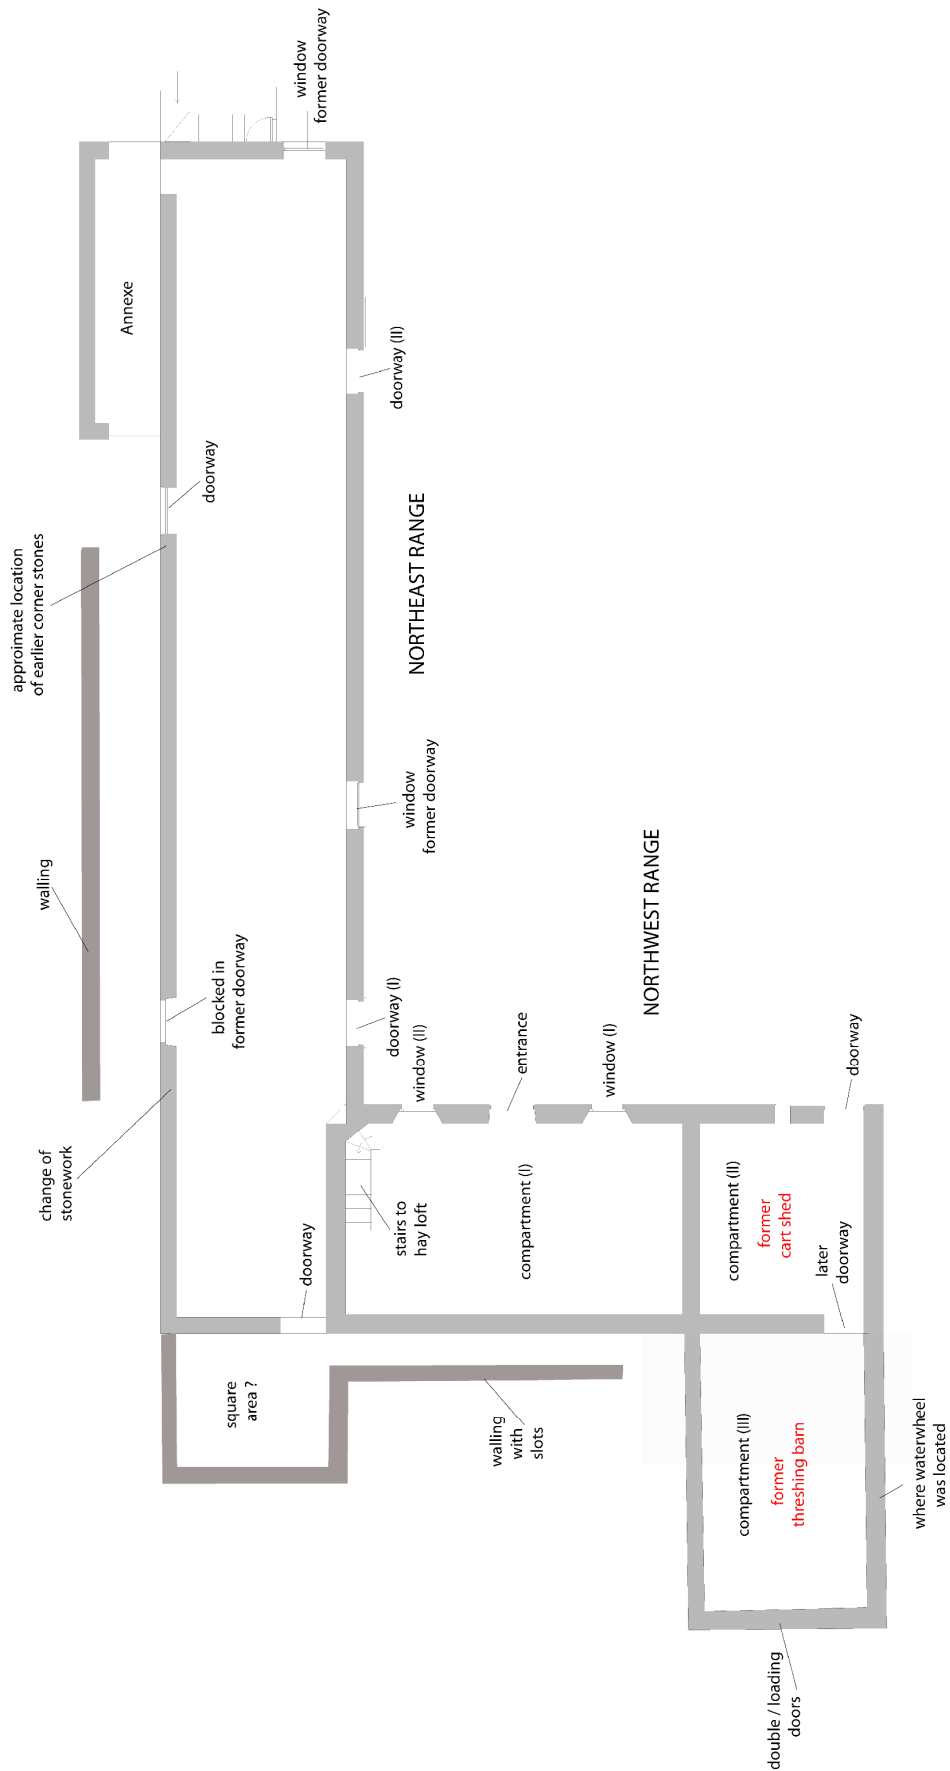 window
former doorway
Annexe
doorway (II)
doorway
approimate location
of earlier corner stones
NORTHEAST RANGE
window
former doorway
walling
NORTHWEST RANGE
blocked in
former doorway
doorway (I)
window (II)
entrance
window (I)
doorway
change of
stonework
stairs to
hay loft
compartment (I)
compartment (II)
former
cart shed
later
doorway
doorway
square
area ?
walling
with
slots
compartment (III)
former
threshing barn
where waterwheel
was located
double / loading
doors